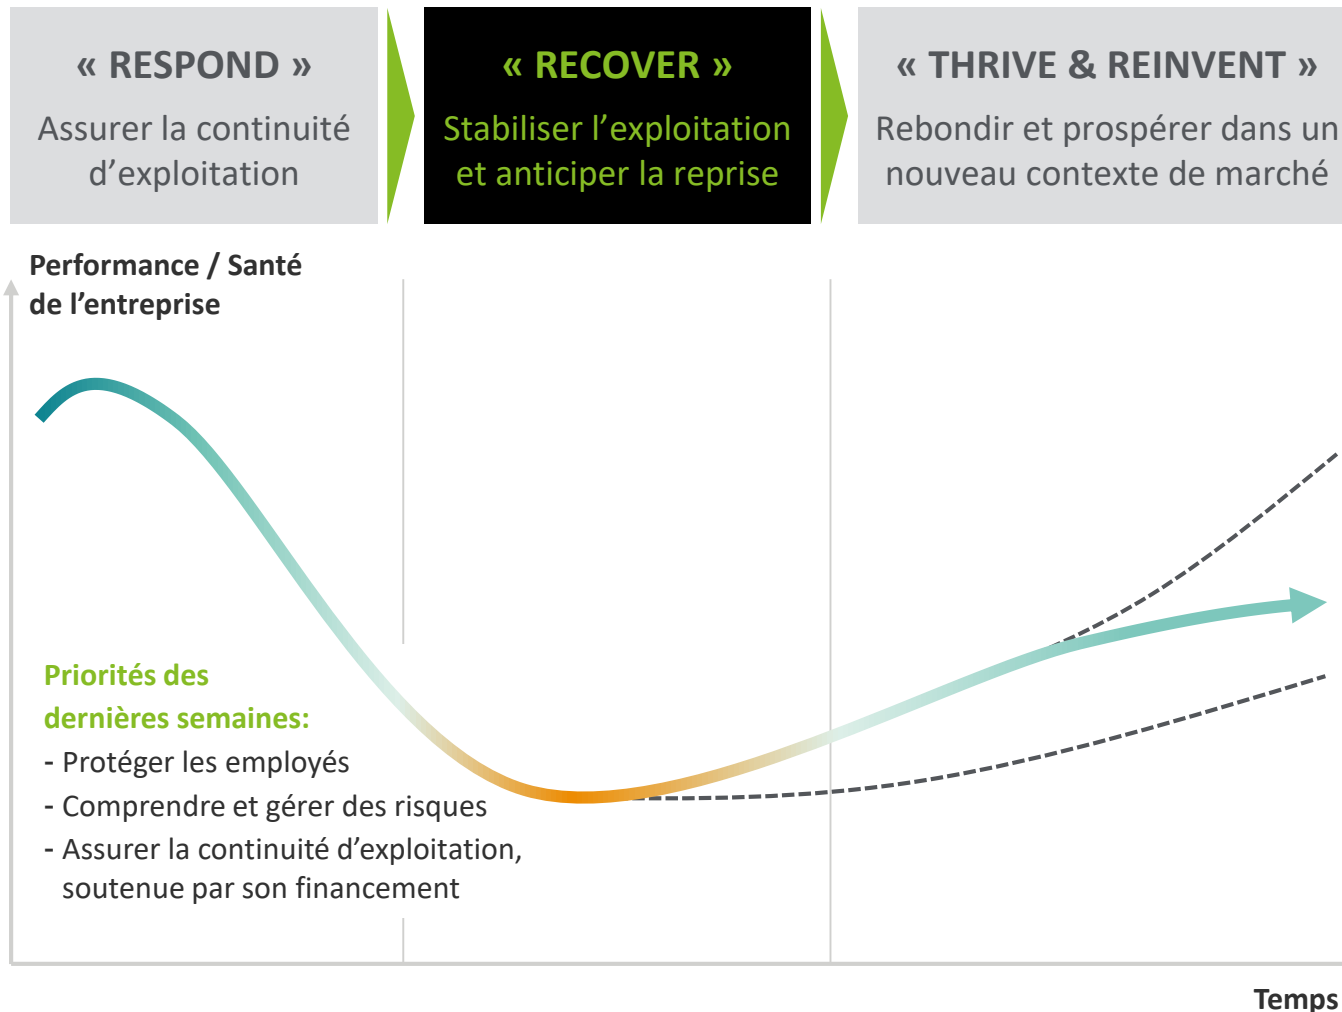 « RESPOND »
Assurer la continuité
d’exploitation
« RECOVER »
Stabiliser l’exploitation
et anticiper la reprise
« THRIVE & REINVENT »
Rebondir et prospérer dans un
nouveau contexte de marché
Performance / Santé
de l’entreprise
Priorités des
dernières semaines:
- Protéger les employés
- Comprendre et gérer des risques
- Assurer la continuité d’exploitation,
soutenue par son financement
Temps